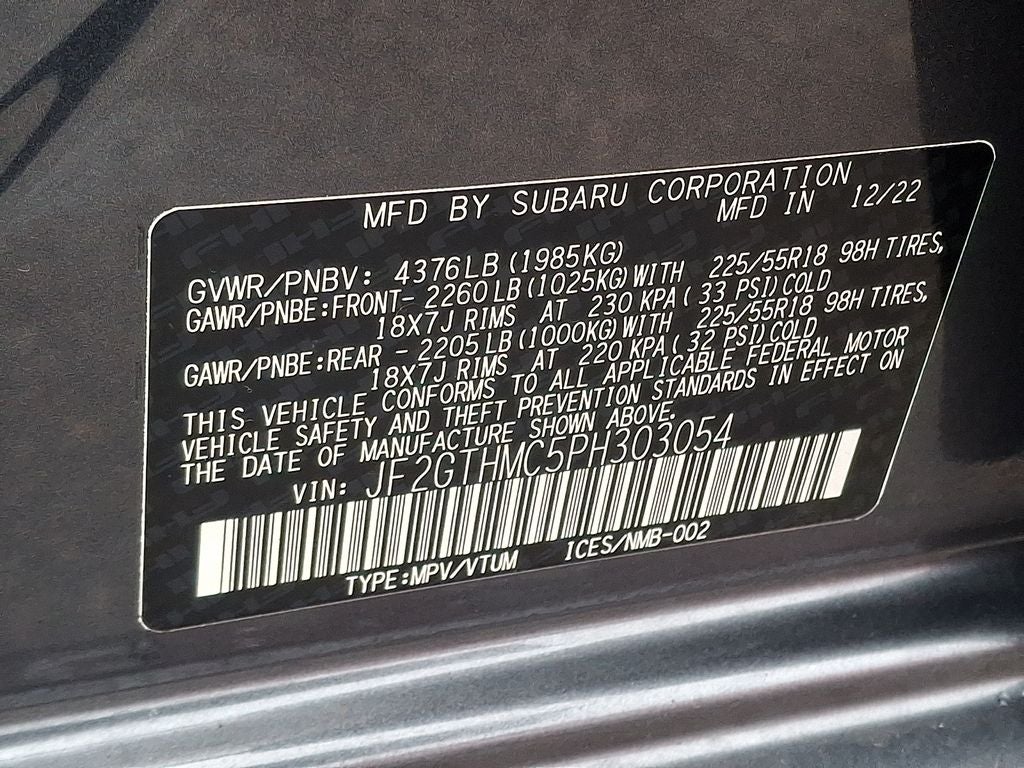 MFD BY SUBARU CORPORATION
MFD IN 12/22
GVWR/PNBV: 4376LB (1985KG)
GAWR/PNBE:FRONT- 2260LB (1025KG) WITH 225/55R18 98H TIRES,
18X7J RIMS AT 230 KPA ( 33 PSI) COLD
GAWR/PNBE:REAR - 2205LB (1000KG) WITH 225/55R18 98H TIRES,
18X7J RIMS AT 220 KPA ( 32 PSI) COLD
THIS VEHICLE CONFORMS TO ALL APPLICABLE FEDERAL MOTOR
VEHICLE SAFETY AND THEFT PREVENTION STANDARDS IN EFFECT ON
THE DATE OF MANUFACTURE SHOWN ABOVE.
VIN: JF2GTHMC5PH303054
TYPE:MPV/VTUM ICES/NMB-002